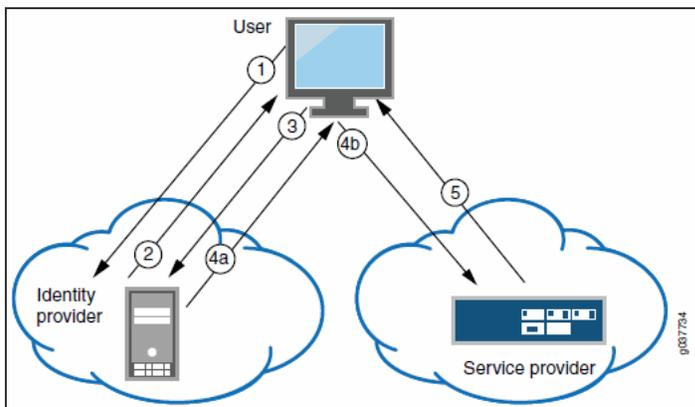 User
1
3
4b
5
2
4a
Identity
provider
Service provider
g037734